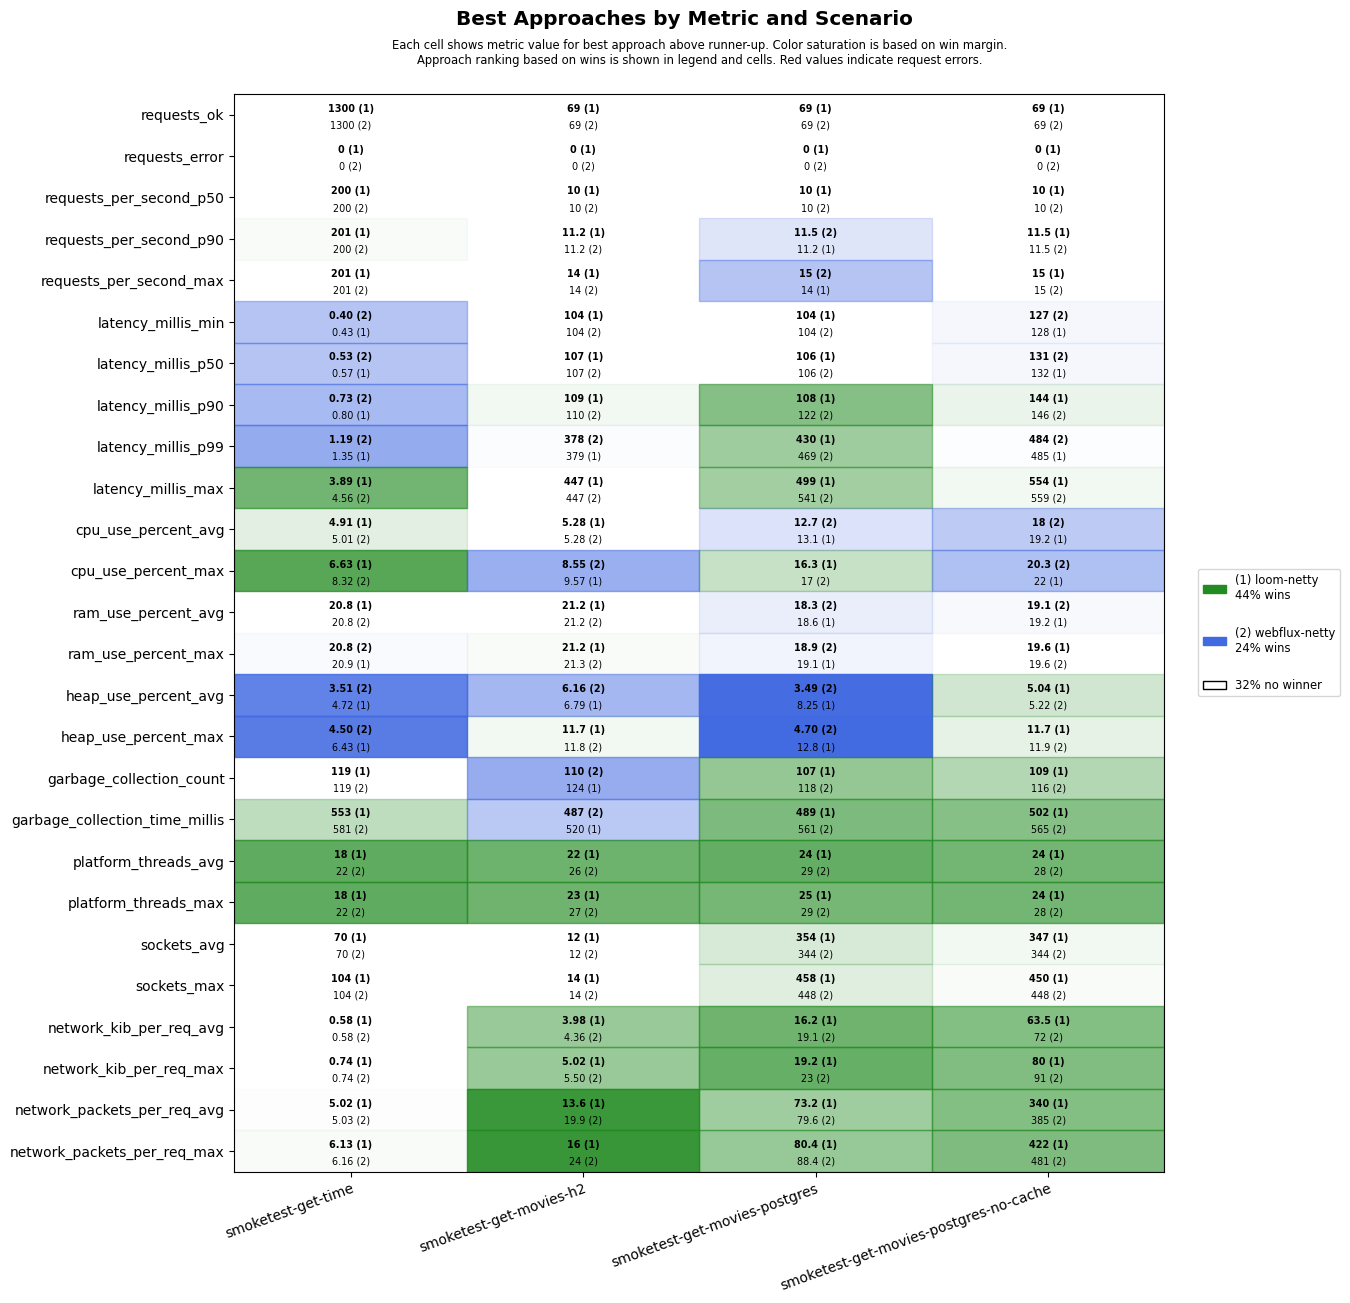 Best Approaches by Metric and Scenario
Each cell shows metric value for best approach above runner-up. Color saturation is based on win margin.
Approach ranking based on wins is shown in legend and cells. Red values indicate request errors.
requests_ok
1300 (1) 69 (1) 69 (1) 69 (1)
1300 (2) 69 (2) 69 (2) 69 (2)
requests_error
0 (1) 0 (1) 0 (1) 0 (1)
0 (2) 0 (2) 0 (2) 0 (2)
requests_per_second_p50
200 (1) 10 (1) 10 (1) 10 (1)
200 (2) 10 (2) 10 (2) 10 (2)
requests_per_second_p90
201 (1) 11.2 (1) 11.5 (2) 11.5 (1)
200 (2) 11.2 (2) 11.2 (1) 11.5 (2)
requests_per_second_max
201 (1) 14 (1) 15 (2) 15 (1)
201 (2) 14 (2) 14 (1) 15 (2)
latency_millis_min
0.40 (2) 104 (1) 104 (1) 127 (2)
0.43 (1) 104 (2) 104 (2) 128 (1)
latency_millis_p50
0.53 (2) 107 (1) 106 (1) 131 (2)
0.57 (1) 107 (2) 106 (2) 132 (1)
latency_millis_p90
0.73 (2) 109 (1) 108 (1) 144 (1)
0.80 (1) 110 (2) 122 (2) 146 (2)
latency_millis_p99
1.19 (2) 378 (2) 430 (1) 484 (2)
1.35 (1) 379 (1) 469 (2) 485 (1)
latency_millis_max
3.89 (1) 447 (1) 499 (1) 554 (1)
4.56 (2) 447 (2) 541 (2) 559 (2)
cpu_use_percent_avg
4.91 (1) 5.28 (1) 12.7 (2) 18 (2)
5.01 (2) 5.28 (2) 13.1 (1) 19.2 (1)
cpu_use_percent_max
6.63 (1) 8.55 (2) 16.3 (1) 20.3 (2)
8.32 (2) 9.57 (1) 17 (2) 22 (1)
ram_use_percent_avg
20.8 (1) 21.2 (1) 18.3 (2) 19.1 (2)
20.8 (2) 21.2 (2) 18.6 (1) 19.2 (1)
ram_use_percent_max
20.8 (2) 21.2 (1) 18.9 (2) 19.6 (1)
20.9 (1) 21.3 (2) 19.1 (1) 19.6 (2)
heap_use_percent_avg
3.51 (2) 6.16 (2) 3.49 (2) 5.04 (1)
4.72 (1) 6.79 (1) 8.25 (1) 5.22 (2)
heap_use_percent_max
4.50 (2) 11.7 (1) 4.70 (2) 11.7 (1)
6.43 (1) 11.8 (2) 12.8 (1) 11.9 (2)
garbage_collection_count
119 (1) 110 (2) 107 (1) 109 (1)
119 (2) 124 (1) 118 (2) 116 (2)
garbage_collection_time_millis
553 (1) 487 (2) 489 (1) 502 (1)
581 (2) 520 (1) 561 (2) 565 (2)
platform_threads_avg
18 (1) 22 (1) 24 (1) 24 (1)
22 (2) 26 (2) 29 (2) 28 (2)
platform_threads_max
18 (1) 23 (1) 25 (1) 24 (1)
22 (2) 27 (2) 29 (2) 28 (2)
sockets_avg
70 (1) 12 (1) 354 (1) 347 (1)
70 (2) 12 (2) 344 (2) 344 (2)
sockets_max
104 (1) 14 (1) 458 (1) 450 (1)
104 (2) 14 (2) 448 (2) 448 (2)
network_kib_per_req_avg
0.58 (1) 3.98 (1) 16.2 (1) 63.5 (1)
0.58 (2) 4.36 (2) 19.1 (2) 72 (2)
network_kib_per_req_max
0.74 (1) 5.02 (1) 19.2 (1) 80 (1)
0.74 (2) 5.50 (2) 23 (2) 91 (2)
network_packets_per_req_avg
5.02 (1) 13.6 (1) 73.2 (1) 340 (1)
5.03 (2) 19.9 (2) 79.6 (2) 385 (2)
network_packets_per_req_max
6.13 (1) 16 (1) 80.4 (1) 422 (1)
6.16 (2) 24 (2) 88.4 (2) 481 (2)
smoketest-get-time
smoketest-get-movies-h2
smoketest-get-movies-postgres
smoketest-get-movies-postgres-no-cache
(1) loom-netty
44% wins
(2) webflux-netty
24% wins
32% no winner